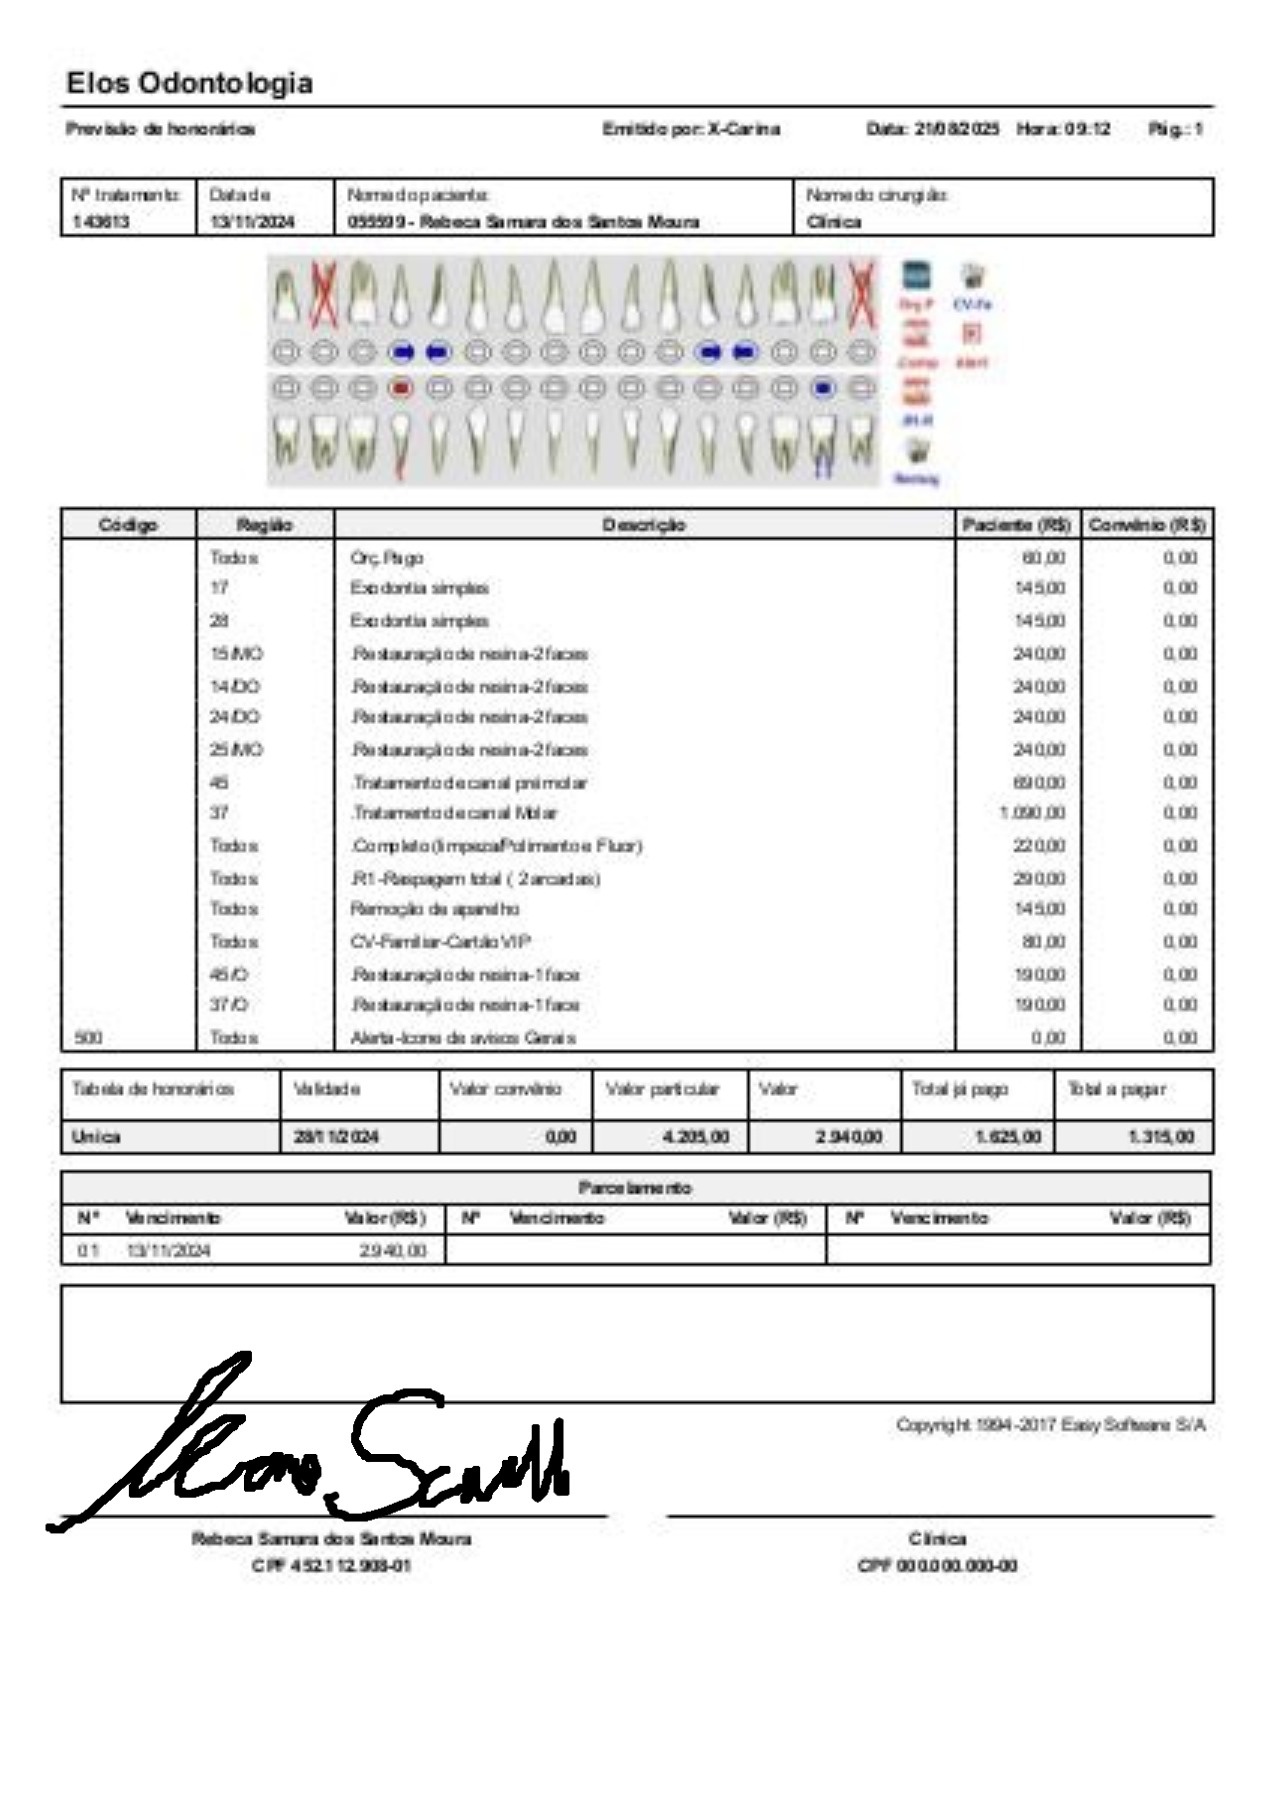 Elos Odontologia
Previsão de honorários Emitido por: X-Carina Data: 21/08/2025 Hora: 09:12 Pág.: 1
Nº tratamento: Data de Nome do paciente: Nome do cirurgião:
143613 13/11/2024 055599 - Rebeca Samara dos Santos Moura Clínica
Orç.P CV-Fa
Comp Alert
.R1-R
Remoç
Código Região Descrição Paciente (R$) Convênio (R$)
Todos Orç.Pago 60,00 0,00
17 Exodontia simples 145,00 0,00
28 Exodontia simples 145,00 0,00
15/MO .Restauração de resina-2 faces 240,00 0,00
14/DO .Restauração de resina-2 faces 240,00 0,00
24/DO .Restauração de resina-2 faces 240,00 0,00
25/MO .Restauração de resina-2 faces 240,00 0,00
45 .Tratamento de canal prémolar 690,00 0,00
37 .Tratamento de canal Molar 1.090,00 0,00
Todos .Completo (limpeza/Polimento e Fluor) 220,00 0,00
Todos .R1-Raspagem total ( 2 arcadas) 290,00 0,00
Todos Remoção de aparelho 145,00 0,00
Todos CV-Familiar-Cartão VIP 80,00 0,00
45/O .Restauração de resina-1 face 190,00 0,00
37/O .Restauração de resina-1 face 190,00 0,00
500 Todos Alerta-Icone de avisos Gerais 0,00 0,00
Tabela de honorários Validade Valor convênio Valor particular Valor Total já pago Total a pagar
Unica 28/11/2024 0,00 4.205,00 2.940,00 1.625,00 1.315,00
Parcelamento
Nº Vencimento Valor (R$) Nº Vencimento Valor (R$) Nº Vencimento Valor (R$)
01 13/11/2024 2.940,00
Copyright 1994-2017 Easy Software S/A
Rebeca Samara dos Santos Moura Clínica
CPF 452.112.908-01 CPF 000.000.000-00